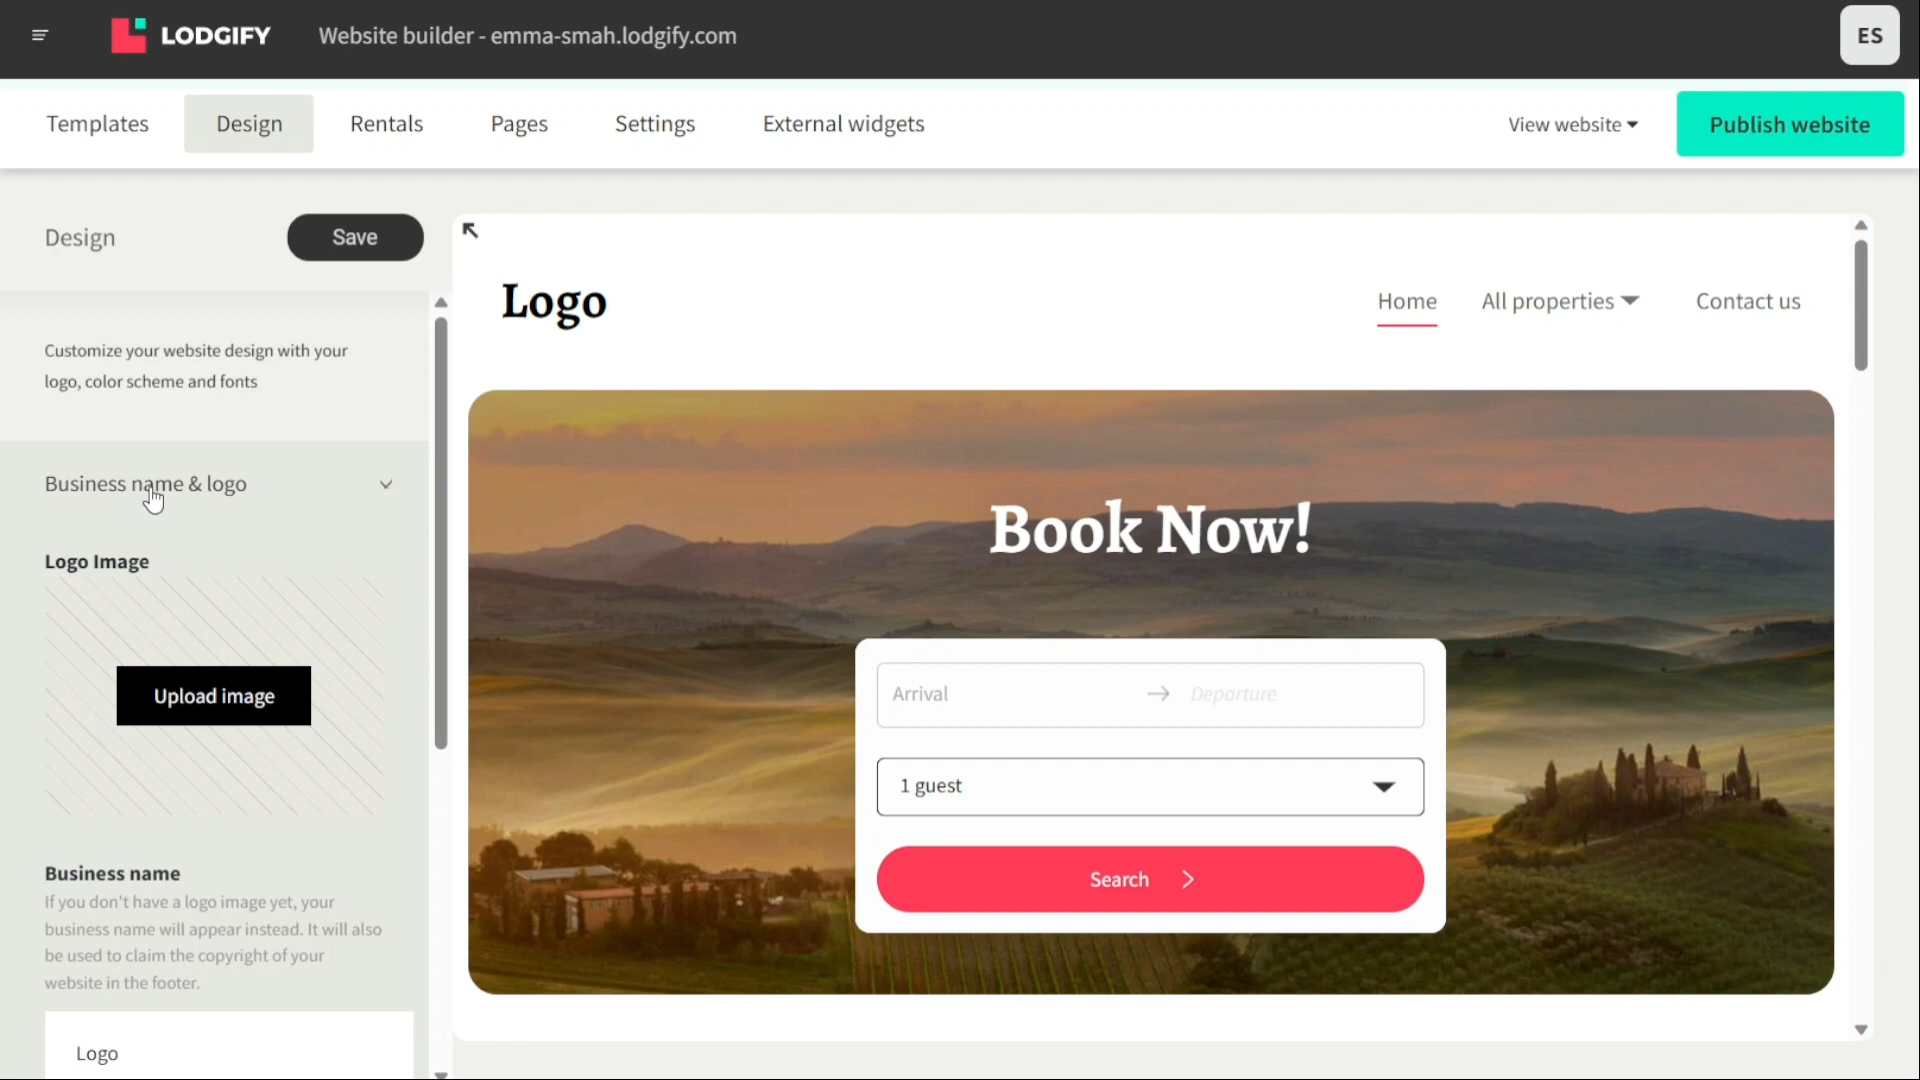 LODGIFY
Website builder - emma-smah.lodgify.com
ES
Templates
Design
Rentals
Pages
Settings
External widgets
View website
Publish website
Design
Save
Customize your website design with your
logo, color scheme and fonts
Business name & logo
Logo Image
Upload image
Business name
If you don't have a logo image yet, your
business name will appear instead. It will also
be used to claim the copyright of your
website in the footer.
Logo
Logo
Home
All properties
Contact us
Book Now!
Arrival
Departure
1 guest
Search